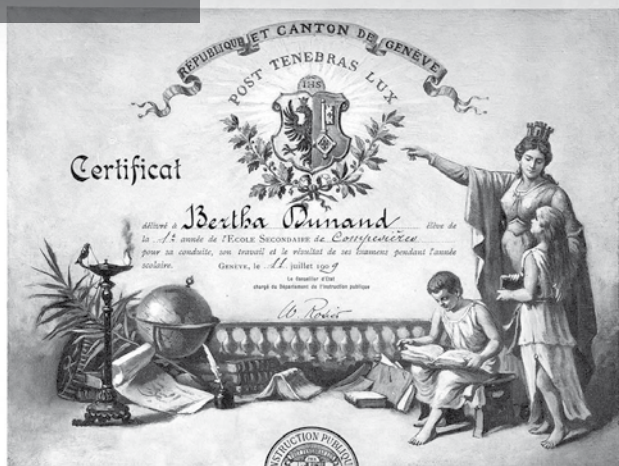 RÉPUBLIQUE ET CANTON DE GENÈVE
POST TENEBRAS LUX
IHS
Certificat
délivré à Bertha Dunand élève de
la 1re année de l'ECOLE SECONDAIRE de Compesières
pour sa conduite, son travail et le résultat de ses examens pendant l'année
scolaire. GENÈVE, le 11 juillet 1909
Le Conseiller d'Etat
chargé du Département de l'Instruction publique
W. Rosier
INSTRUCTION PUBLIQUE